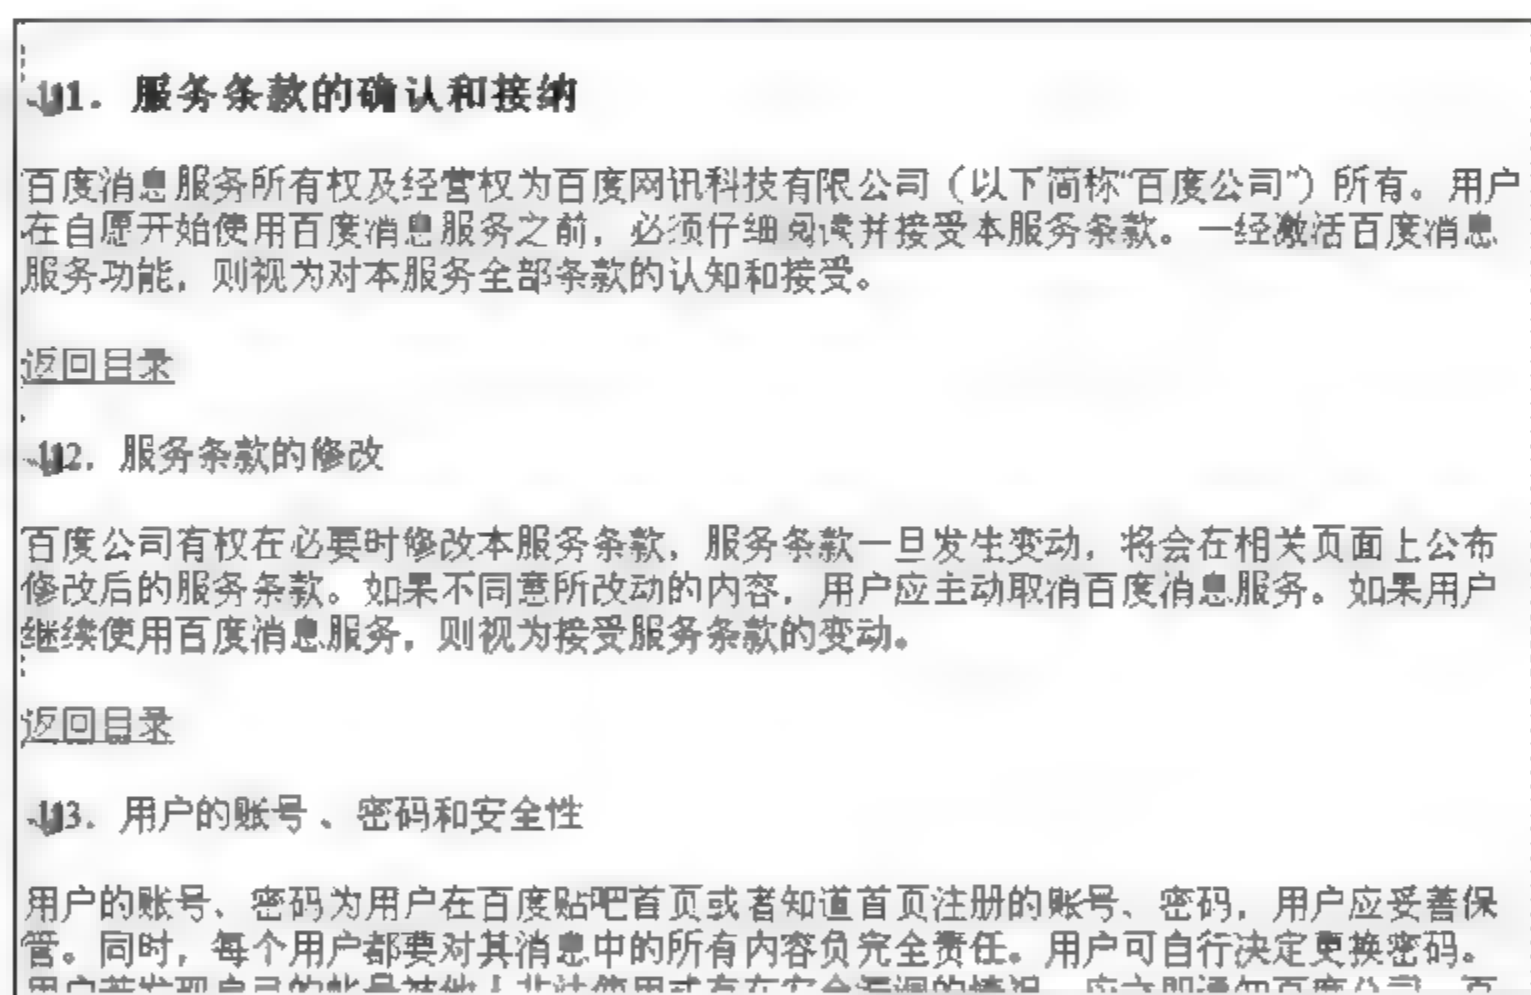 1. 服务条款的确认和接纳
百度消息服务所有权及经营权为百度网讯科技有限公司（以下简称“百度公司”）所有。用户
在自愿开始使用百度消息服务之前，必须仔细阅读并接受本服务条款。一经激活百度消息
服务功能，则视为对本服务全部条款的认知和接受。
返回目录
2. 服务条款的修改
百度公司有权在必要时修改本服务条款，服务条款一旦发生变动，将会在相关页面上公布
修改后的服务条款。如果不同意所改动的内容，用户应主动取消百度消息服务。如果用户
继续使用百度消息服务，则视为接受服务条款的变动。
返回目录
3. 用户的账号、密码和安全性
用户的账号、密码为用户在百度贴吧首页或者知道首页注册的账号、密码，用户应妥善保
管。同时，每个用户都要对其消息中的所有内容负完全责任。用户可自行决定更换密码。